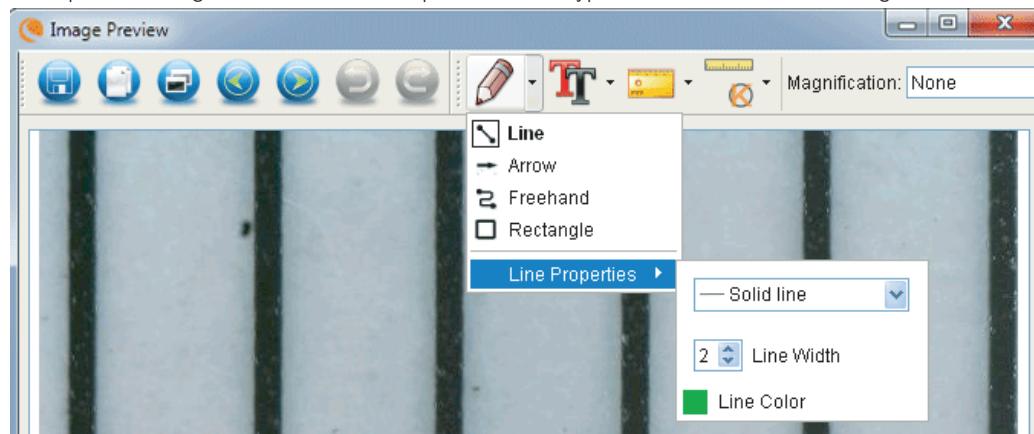 Image Preview
Magnification: None
Line
Arrow
Freehand
Rectangle
Line Properties
Solid line
2 Line Width
Line Color